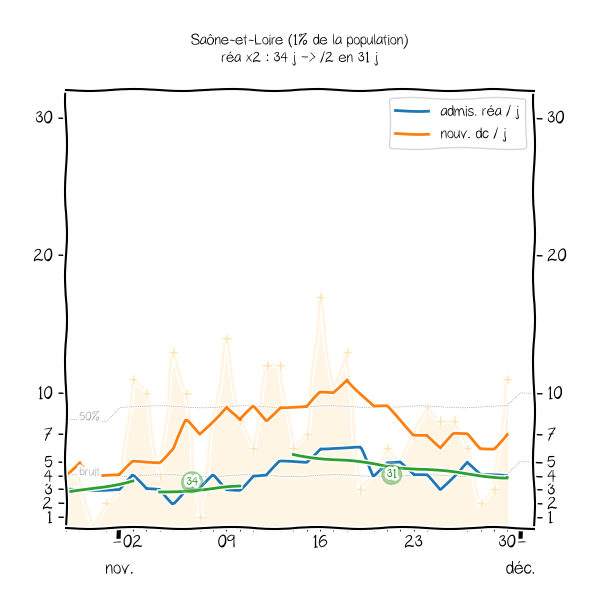 Saône-et-Loire (1% de la population)
réa x2 : 34 j -> /2 en 31 j
admis. réa / j
nouv. dc / j
30 30
20 20
10 10
50%
7 7
5 5
bruit
4 4
3 3
2 2
1 1
34
31
02 09 16 23 30
nov. déc.